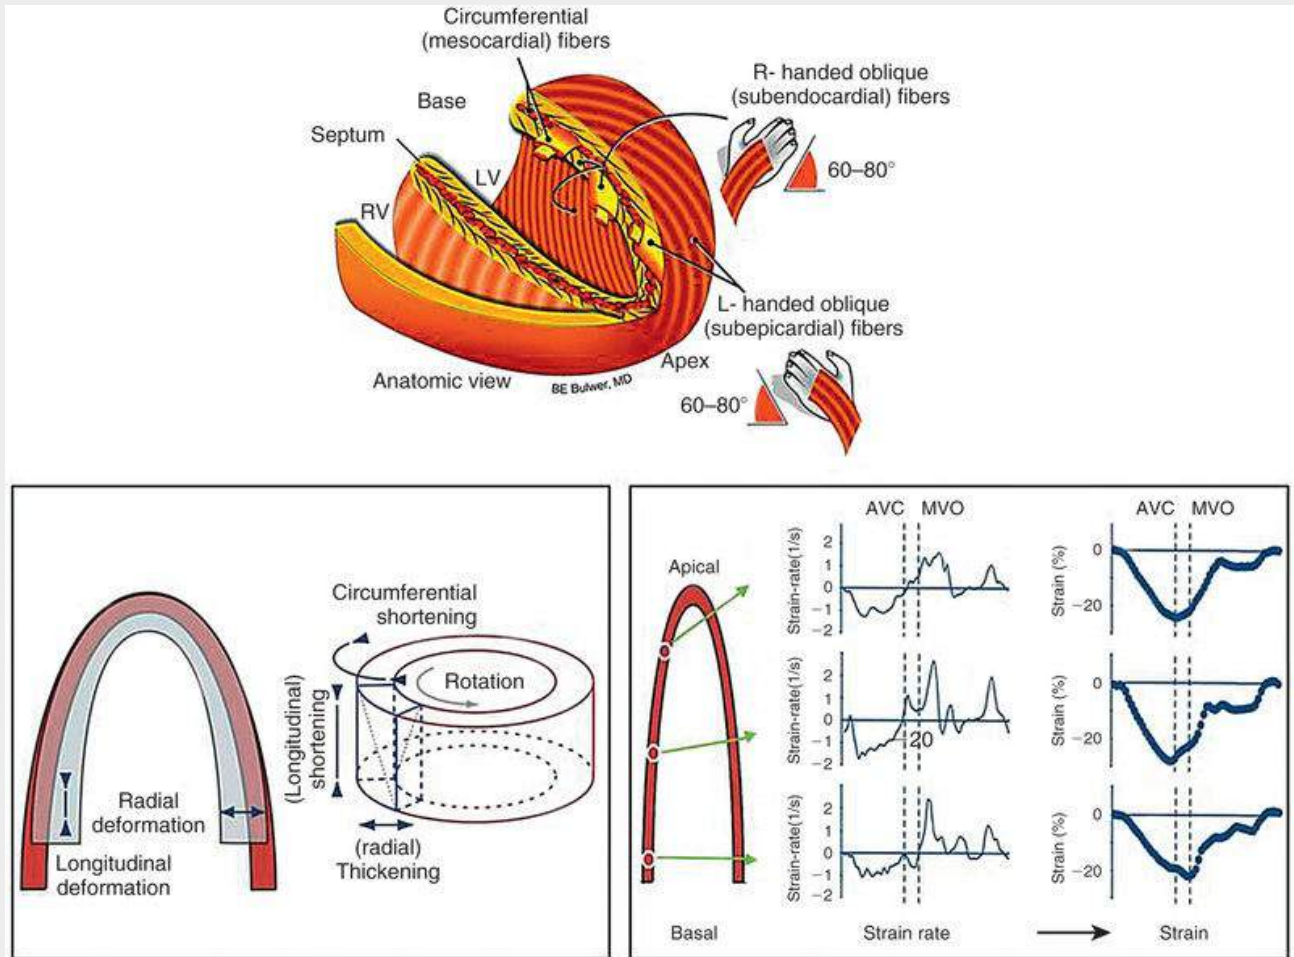 Circumferential
(mesocardial) fibers
R- handed oblique
(subendocardial) fibers
Base
Septum
LV
60–80°
RV
L- handed oblique
(subepicardial) fibers
Apex
Anatomic view
BE Bulwer, MD
60–80°
Circumferential
shortening
Rotation
(Longitudinal)
shortening
Radial
deformation
Longitudinal
deformation
(radial)
Thickening
AVC MVO
AVC MVO
Apical
Strain-rate(1/s)
2
1
0
−1
−2
Strain (%)
0
−20
Strain-rate(1/s)
2
1
0
−1
−2
20
Strain (%)
0
−20
Strain-rate(1/s)
2
1
0
−1
−2
Strain (%)
0
−20
Basal
Strain rate
Strain